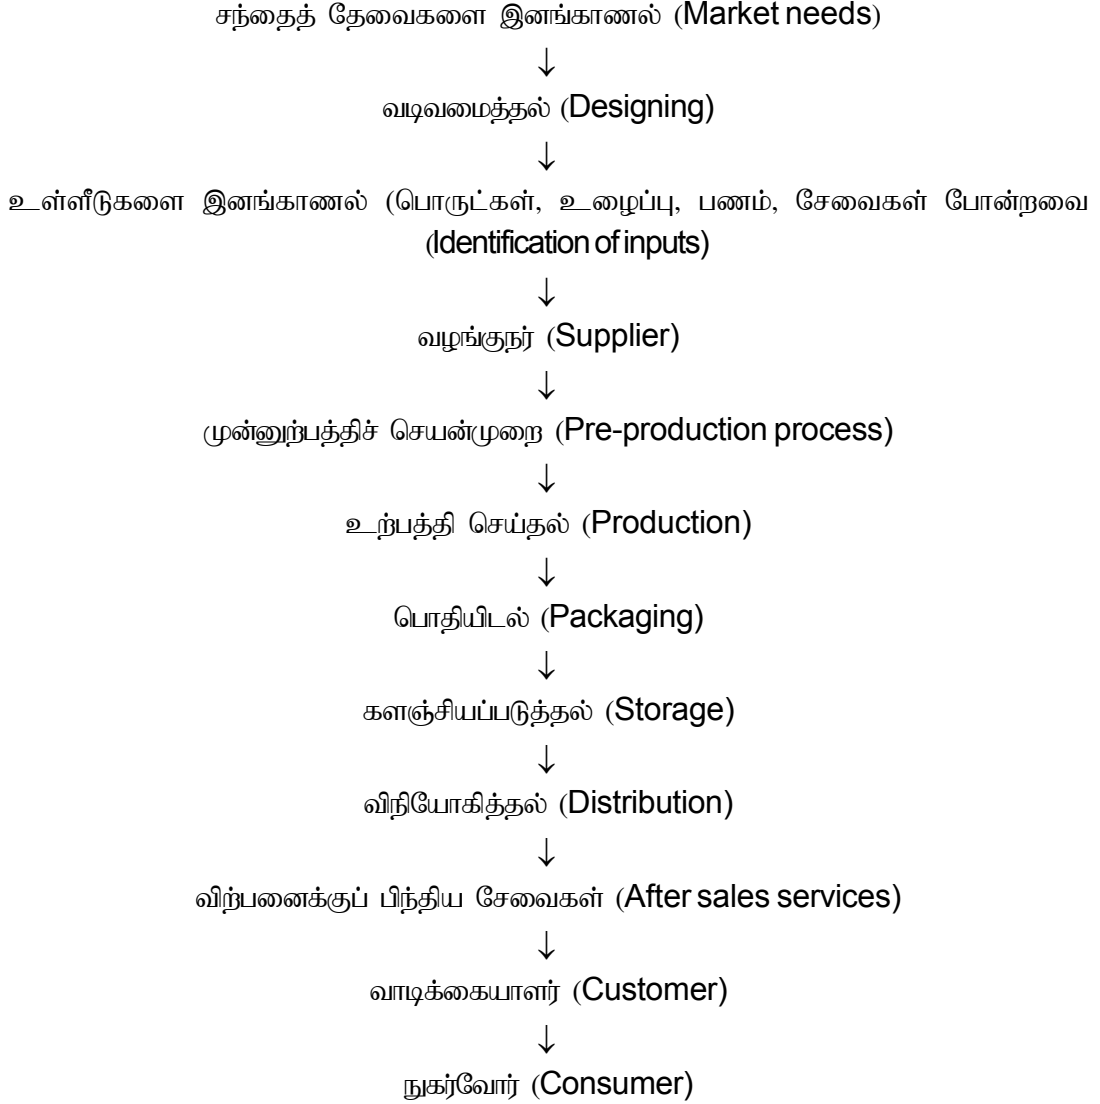 சந்தைத் தேவைகளை இனங்காணல் (Market needs)
↓
வடிவமைத்தல் (Designing)
↓
உள்ளீடுகளை இனங்காணல் (பொருட்கள், உழைப்பு, பணம், சேவைகள் போன்றவை
(Identification of inputs)
↓
வழங்குநர் (Supplier)
↓
முன்னுற்பத்திச் செயன்முறை (Pre-production process)
↓
உற்பத்தி செய்தல் (Production)
↓
பொதியிடல் (Packaging)
↓
களஞ்சியப்படுத்தல் (Storage)
↓
விநியோகித்தல் (Distribution)
↓
விற்பனைக்குப் பிந்திய சேவைகள் (After sales services)
↓
வாடிக்கையாளர் (Customer)
↓
நுகர்வோர் (Consumer)